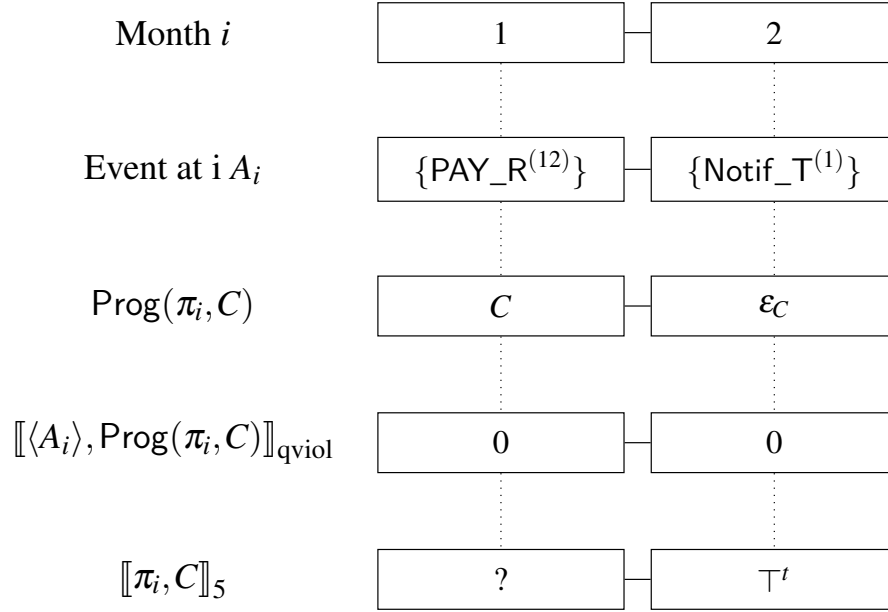 Month i 1 2
Event at i A_i {PAY_R^(12)} {Notif_T^(1)}
Prog(π_i, C) C ε_C
⟦⟨A_i⟩, Prog(π_i, C)⟧_qviol 0 0
⟦π_i, C⟧_5 ? ⊤^t